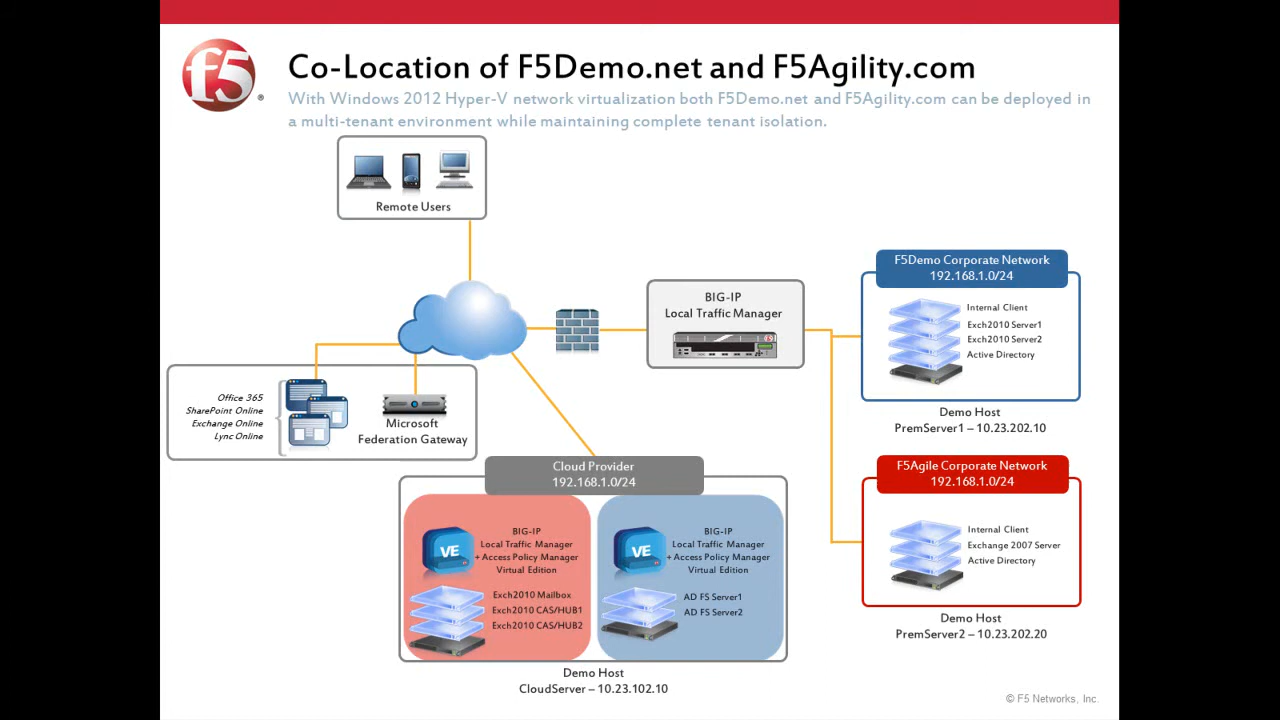 f5
Co-Location of F5Demo.net and F5Agility.com
With Windows 2012 Hyper-V network virtualization both F5Demo.net and F5Agility.com can be deployed in
a multi-tenant environment while maintaining complete tenant isolation.
Remote Users
BIG-IP
Local Traffic Manager
F5Demo Corporate Network
192.168.1.0/24
Internal Client
Exch2010 Server1
Exch2010 Server2
Active Directory
Demo Host
PremServer1 – 10.23.202.10
Office 365
SharePoint Online
Exchange Online
Lync Online
Microsoft
Federation Gateway
Cloud Provider
192.168.1.0/24
VE
BIG-IP
Local Traffic Manager
+ Access Policy Manager
Virtual Edition
Exch2010 Mailbox
Exch2010 CAS/HUB1
Exch2010 CAS/HUB2
VE
BIG-IP
Local Traffic Manager
+ Access Policy Manager
Virtual Edition
AD FS Server1
AD FS Server2
Demo Host
CloudServer – 10.23.102.10
F5Agile Corporate Network
192.168.1.0/24
Internal Client
Exchange 2007 Server
Active Directory
Demo Host
PremServer2 – 10.23.202.20
© F5 Networks, Inc.